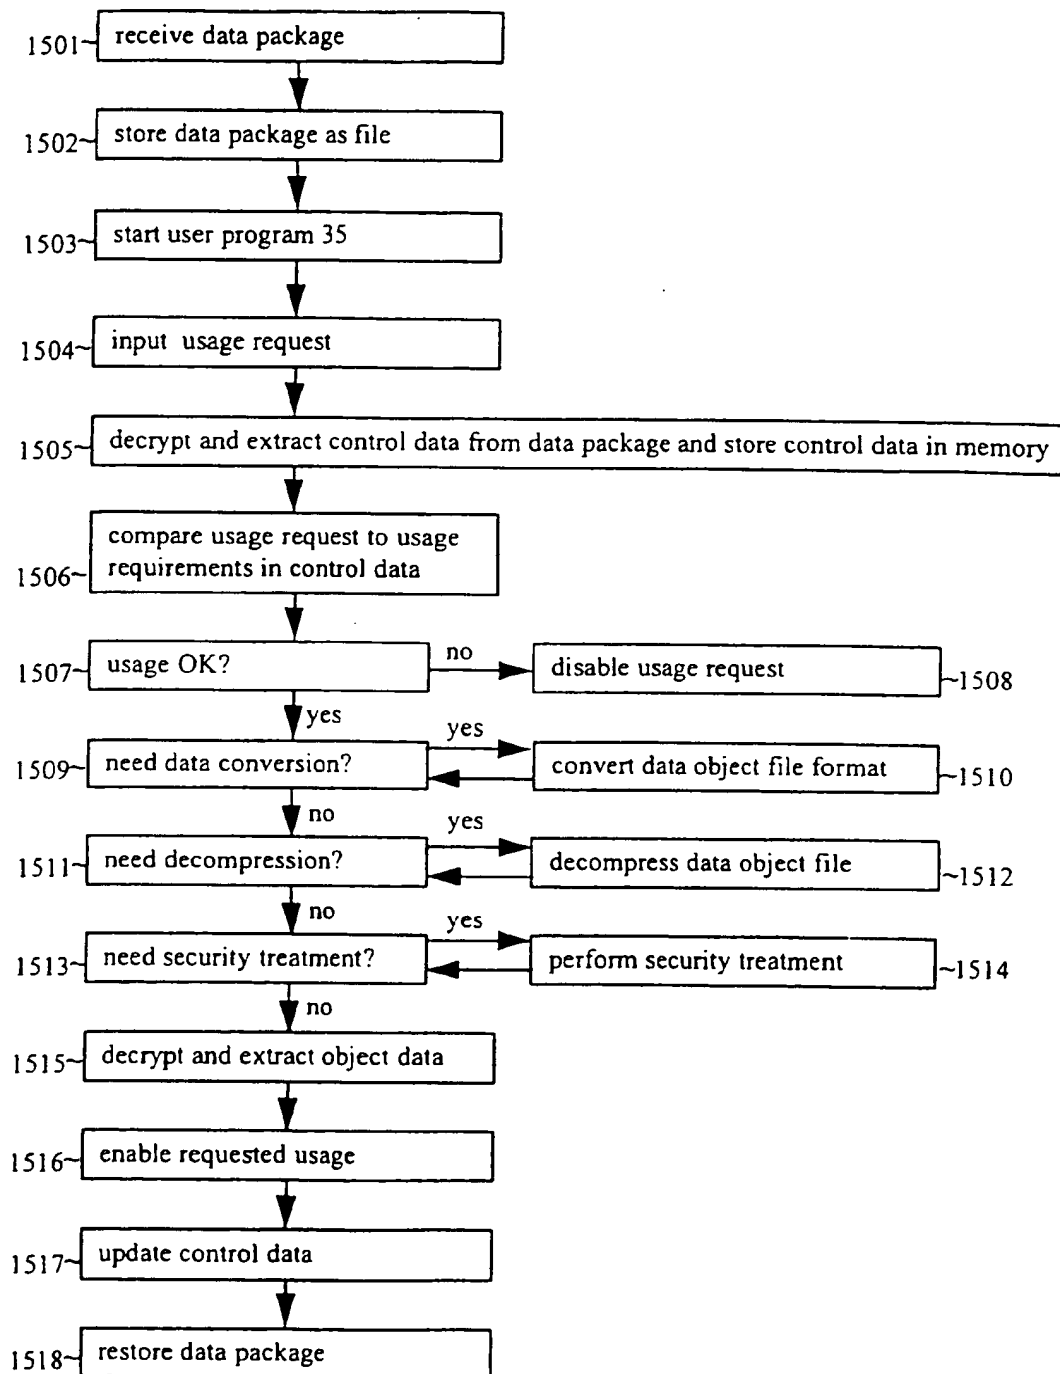 1501~ receive data package
1502~ store data package as file
1503~ start user program 35
1504~ input usage request
1505~ decrypt and extract control data from data package and store control data in memory
compare usage request to usage
1506~ requirements in control data
1507~ usage OK? no disable usage request ~1508
yes yes
1509~ need data conversion? convert data object file format ~1510
no yes
1511~ need decompression? decompress data object file ~1512
no yes
1513~ need security treatment? perform security treatment ~1514
no
1515~ decrypt and extract object data
1516~ enable requested usage
1517~ update control data
1518~ restore data package